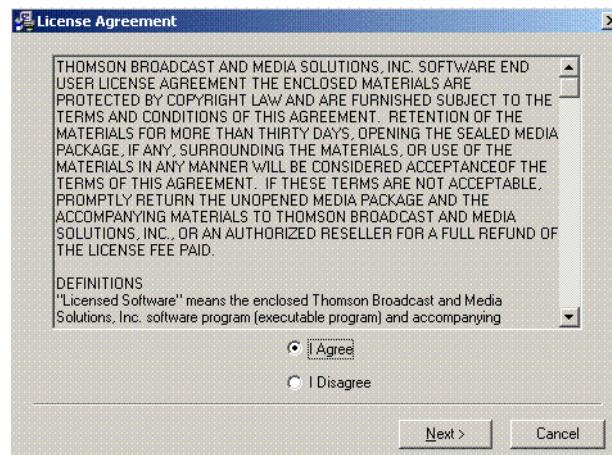 License Agreement
THOMSON BROADCAST AND MEDIA SOLUTIONS, INC. SOFTWARE END
USER LICENSE AGREEMENT THE ENCLOSED MATERIALS ARE
PROTECTED BY COPYRIGHT LAW AND ARE FURNISHED SUBJECT TO THE
TERMS AND CONDITIONS OF THIS AGREEMENT. RETENTION OF THE
MATERIALS FOR MORE THAN THIRTY DAYS, OPENING THE SEALED MEDIA
PACKAGE, IF ANY, SURROUNDING THE MATERIALS, OR USE OF THE
MATERIALS IN ANY MANNER WILL BE CONSIDERED ACCEPTANCEOF THE
TERMS OF THIS AGREEMENT. IF THESE TERMS ARE NOT ACCEPTABLE,
PROMPTLY RETURN THE UNOPENED MEDIA PACKAGE AND THE
ACCOMPANYING MATERIALS TO THOMSON BROADCAST AND MEDIA
SOLUTIONS, INC., OR AN AUTHORIZED RESELLER FOR A FULL REFUND OF
THE LICENSE FEE PAID.
DEFINITIONS
"Licensed Software" means the enclosed Thomson Broadcast and Media
Solutions, Inc. software program (executable program) and accompanying
I Agree
I Disagree
Next > Cancel